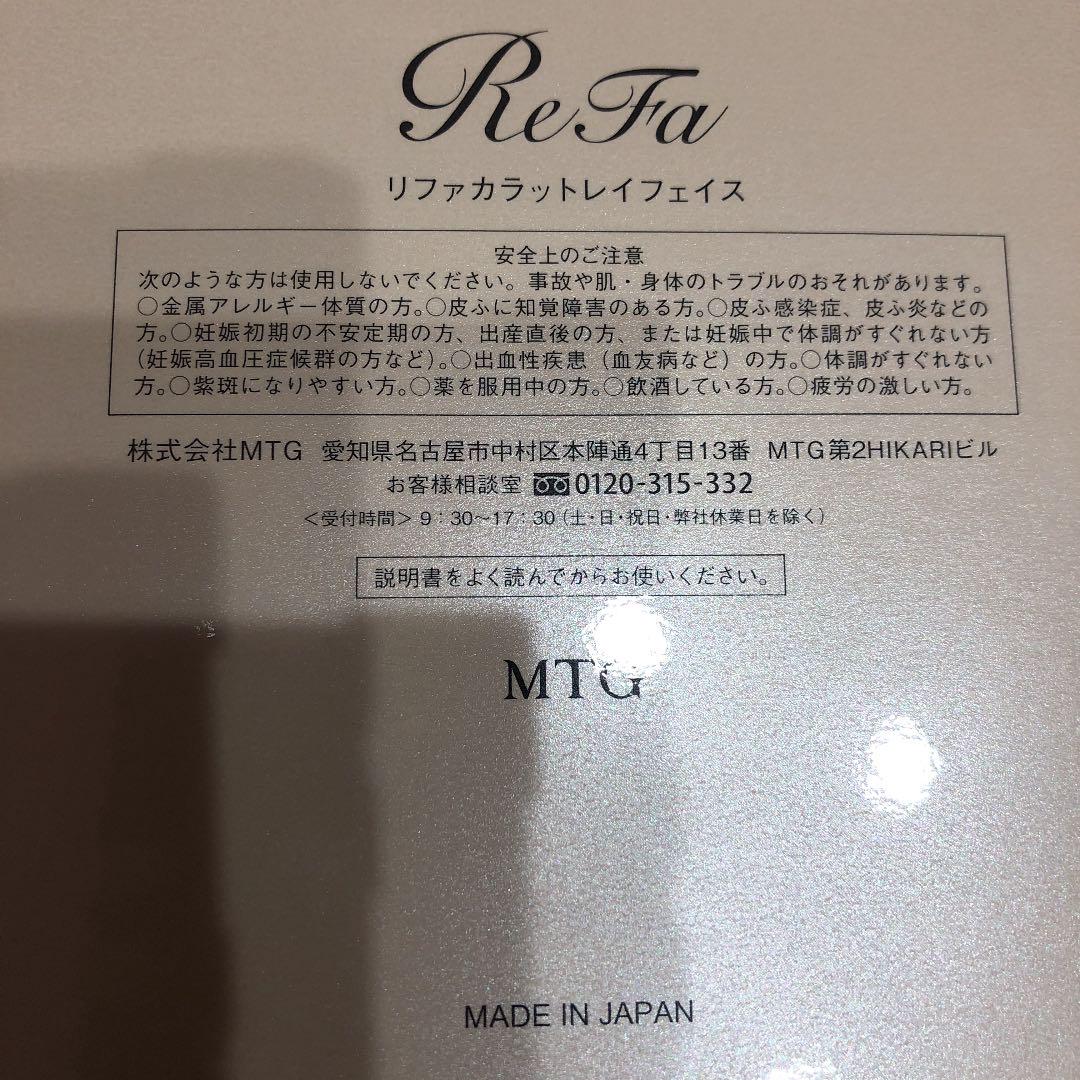 ReFa
リファカラットレイフェイス
安全上のご注意
次のような方は使用しないでください。事故や肌・身体のトラブルのおそれがあります。
○金属アレルギー体質の方。○皮ふに知覚障害のある方。○皮ふ感染症、皮ふ炎などの
方。○妊娠初期の不安定期の方、出産直後の方、または妊娠中で体調がすぐれない方
(妊娠高血圧症候群の方など)。○出血性疾患（血友病など）の方。○体調がすぐれない
方。○紫斑になりやすい方。○薬を服用中の方。○飲酒している方。○疲労の激しい方。
株式会社MTG 愛知県名古屋市中村区本陣通4丁目13番 MTG第2HIKARIビル
お客様相談室 0120-315-332
＜受付時間＞9：30～17：30（土・日・祝日・弊社休業日を除く）
説明書をよく読んでからお使いください。
MTG
MADE IN JAPAN